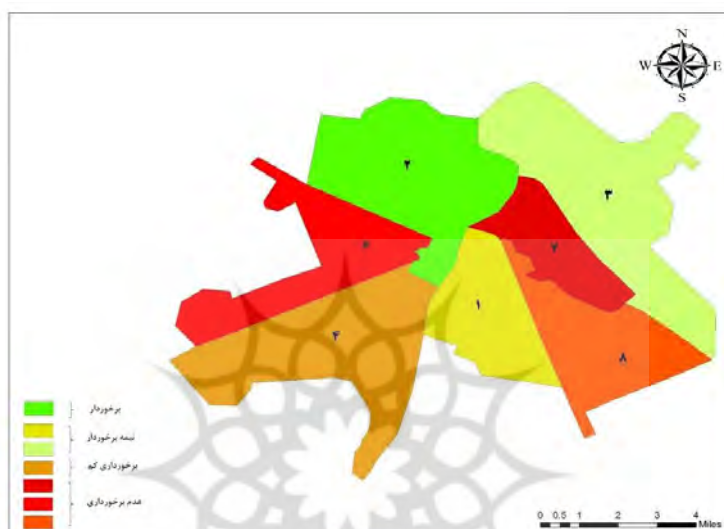 N
W E
S
۲
۳
۷
۶
۱
۴
۸
برخوردار
نیمه برخوردار
برخورداری کم
عدم برخورداری
0 0.5 1 2 3 4
Miles